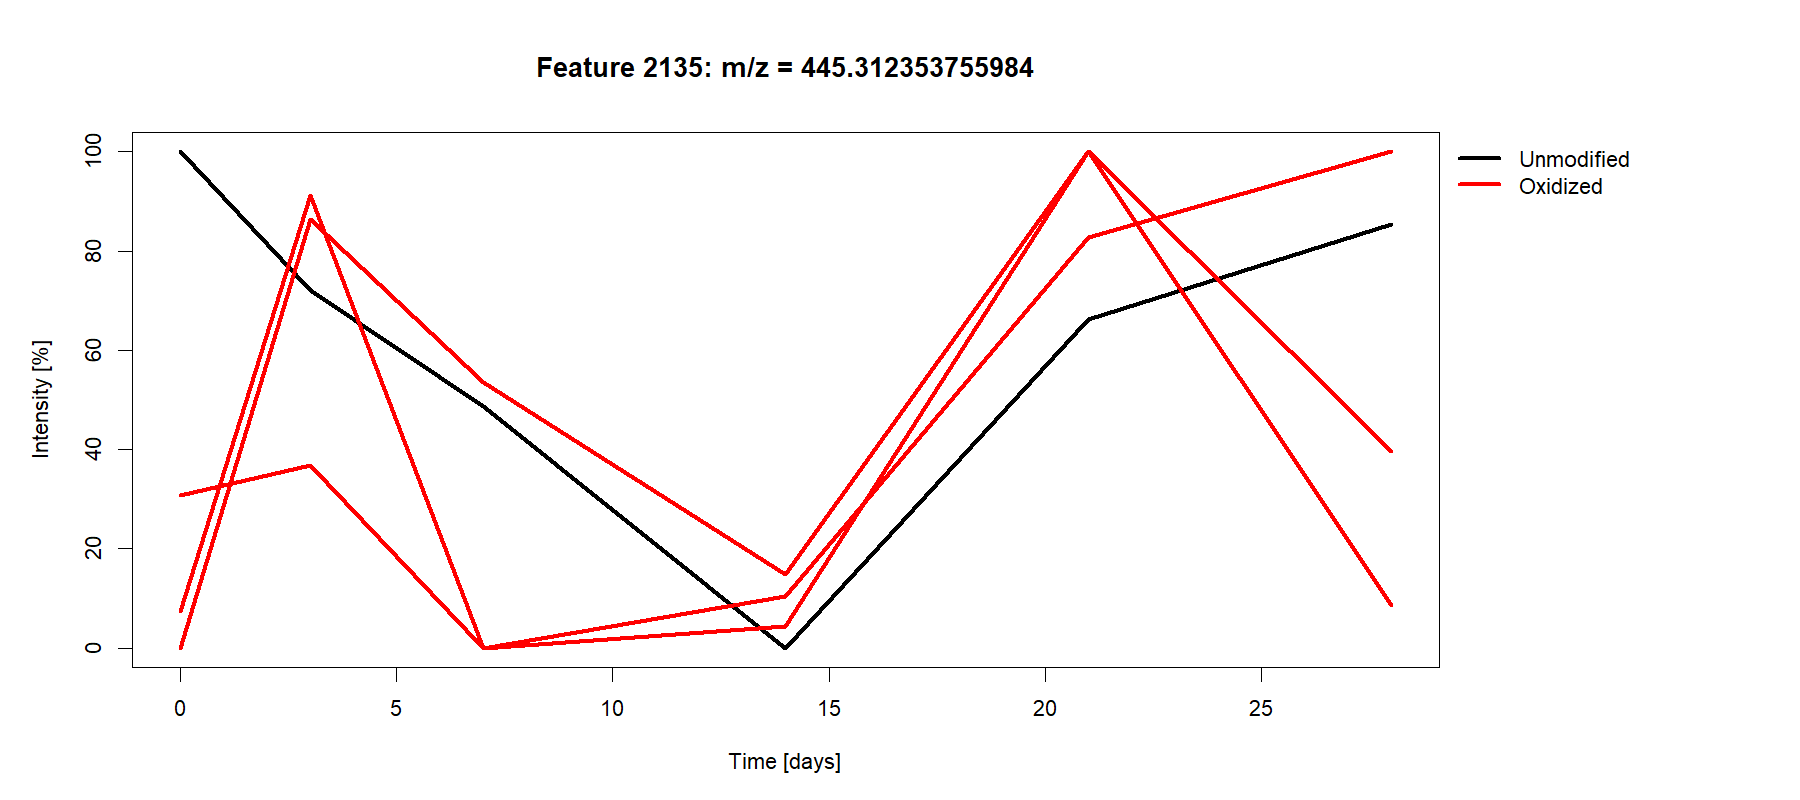 Feature 2135: m/z = 445.312353755984
Unmodified
Oxidized
100
80
60
40
20
0
Intensity [%]
0 5 10 15 20 25
Time [days]